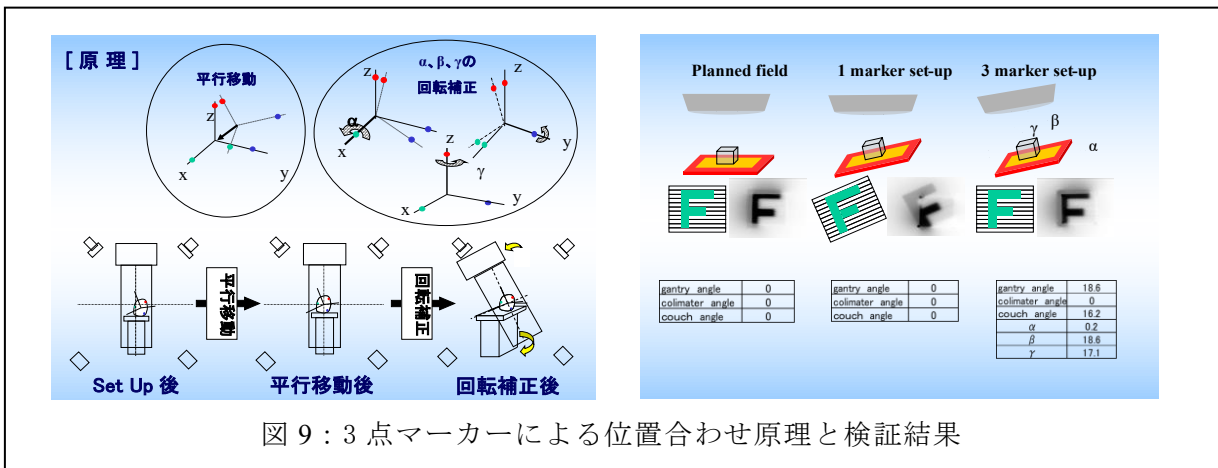 [ 原 理 ]
平行移動
z
x
y
α、β、γの
回転補正
z
α
x
z
y
z
γ
x
y
平行移動
回転補正
Set Up 後
平行移動後
回転補正後
Planned field
1 marker set-up
3 marker set-up
γ
β
α
F
F
F
F
F
F
gantry angle 0
colimater angle 0
couch angle 0
gantry angle 0
colimater angle 0
couch angle 0
gantry angle 18.6
colimater angle 0
couch angle 16.2
α 0.2
β 18.6
γ 17.1
図 9：3 点マーカーによる位置合わせ原理と検証結果